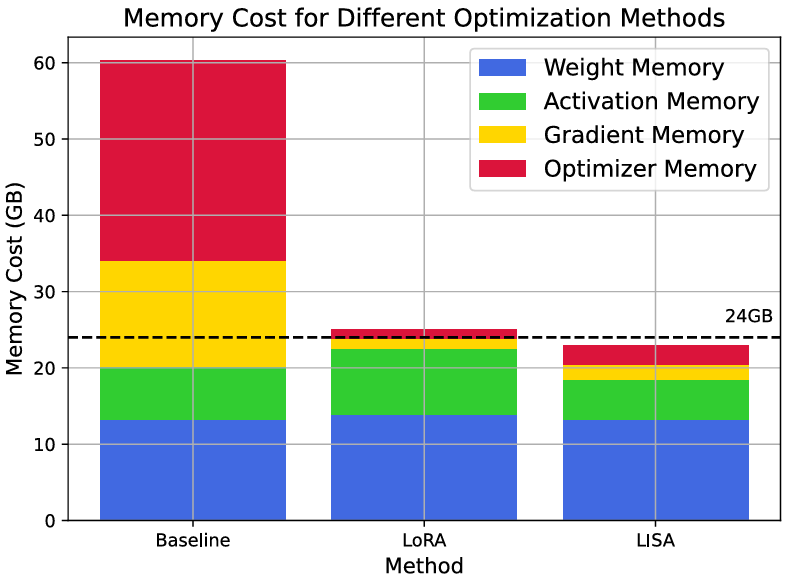 Memory Cost for Different Optimization Methods
Weight Memory
Activation Memory
Gradient Memory
Optimizer Memory
60
50
40
30
20
10
0
Memory Cost (GB)
24GB
Baseline
LoRA
LISA
Method